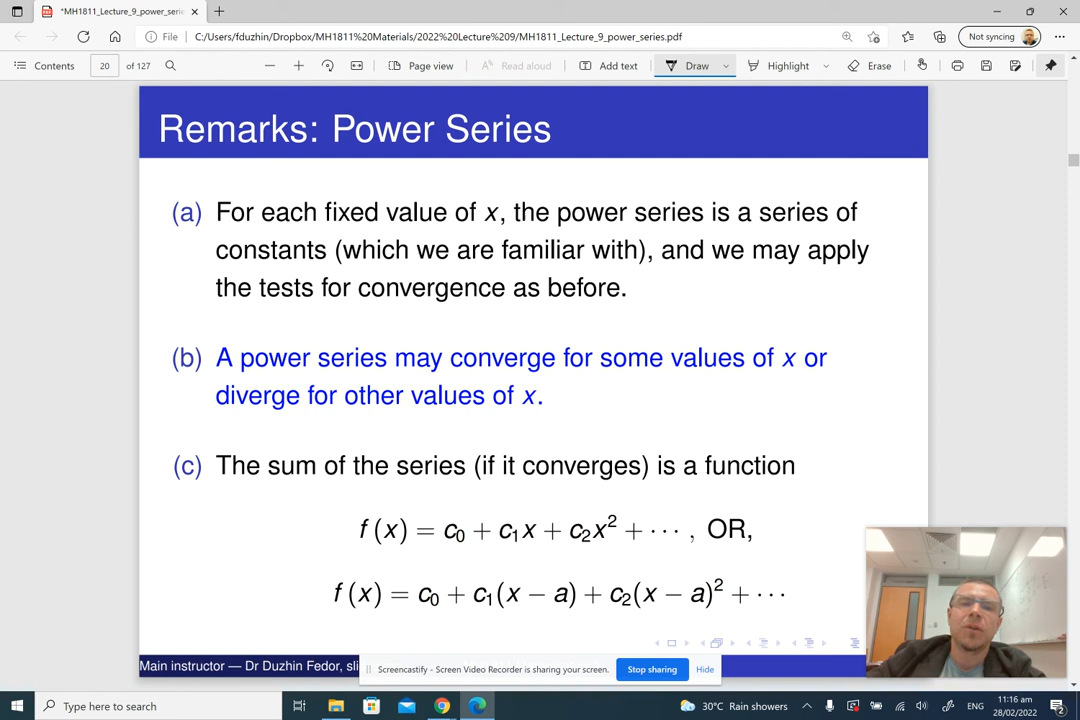 *MH1811_Lecture_9_power_serie
File C:/Users/fduzhin/Dropbox/MH1811%20Materials/2022%20Lecture%209/MH1811_Lecture_9_power_series.pdf Not syncing
Contents 20 of 127 Page view Read aloud Add text Draw Highlight Erase
Remarks: Power Series
(a) For each fixed value of x, the power series is a series of
constants (which we are familiar with), and we may apply
the tests for convergence as before.
(b) A power series may converge for some values of x or
diverge for other values of x.
(c) The sum of the series (if it converges) is a function
f (x) = c₀ + c₁x + c₂x² + ⋯ , OR,
f (x) = c₀ + c₁(x − a) + c₂(x − a)² + ⋯
Main instructor — Dr Duzhin Fedor, sli
Screencastify - Screen Video Recorder is sharing your screen. Stop sharing Hide
Type here to search 30°C Rain showers ENG 11:16 am
28/02/2022 2